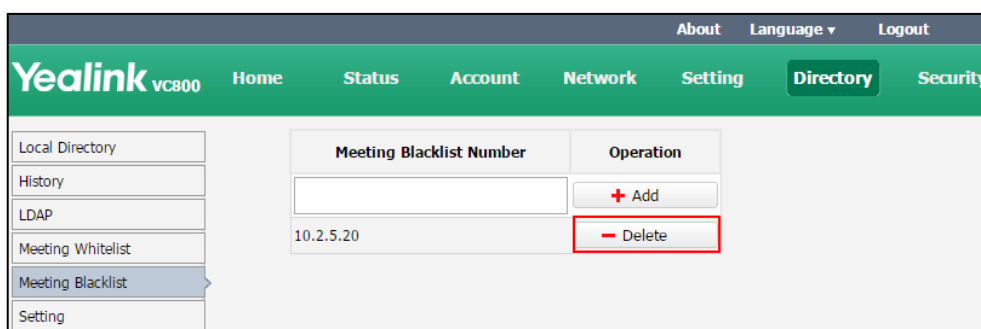 About Language ▾ Logout
Yealink VC800 Home Status Account Network Setting Directory Security
Local Directory
History
LDAP
Meeting Whitelist
Meeting Blacklist
Setting
Meeting Blacklist Number Operation
+ Add
10.2.5.20 − Delete